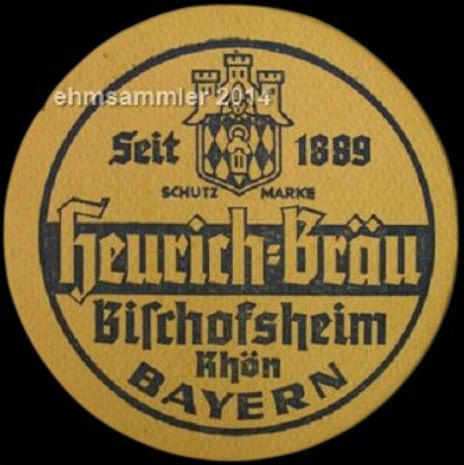 ehmsammler 2014
Seit 1889
SCHUTZ MARKE
Heurich-Bräu
Bischofsheim
Rhön
BAYERN